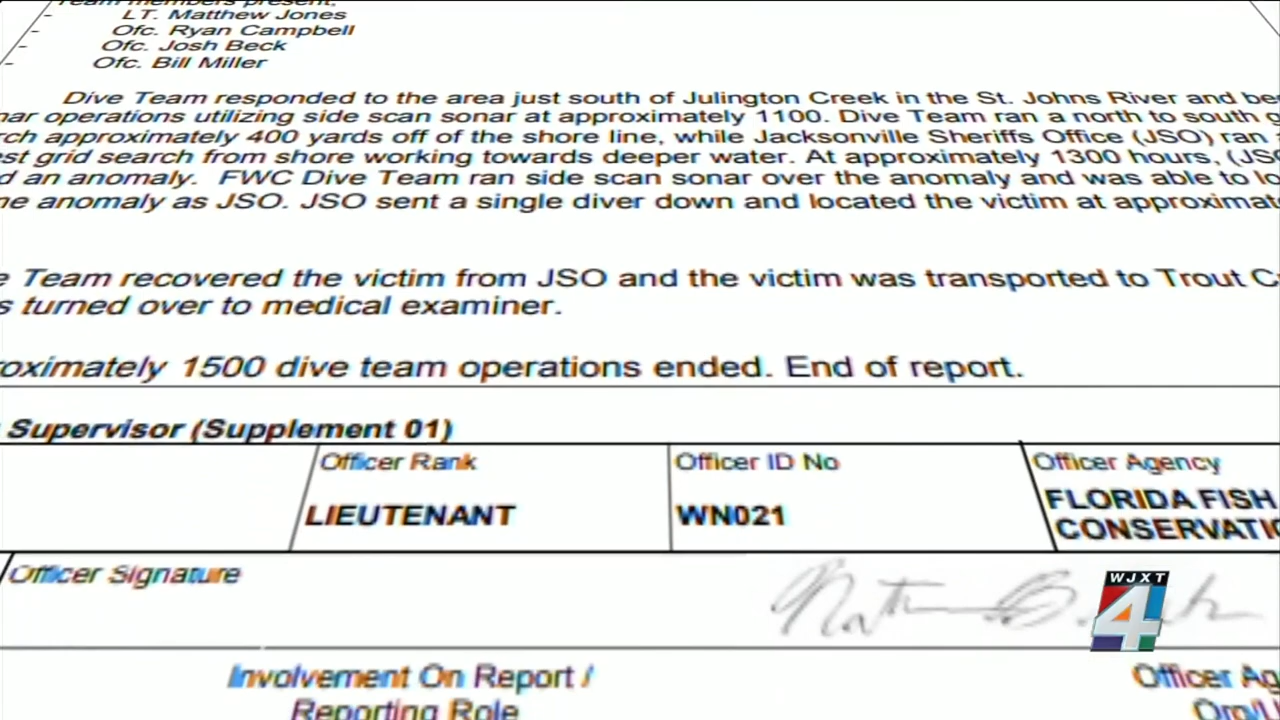 Team members present;
- LT. Matthew Jones
- Ofc. Ryan Campbell
- Ofc. Josh Beck
- Ofc. Bill Miller
Dive Team responded to the area just south of Julington Creek in the St. Johns River and be
nar operations utilizing side scan sonar at approximately 1100. Dive Team ran a north to south g
rch approximately 400 yards off of the shore line, while Jacksonville Sheriffs Office (JSO) ran
est grid search from shore working towards deeper water. At approximately 1300 hours, (JS
d an anomaly. FWC Dive Team ran side scan sonar over the anomaly and was able to lo
ne anomaly as JSO. JSO sent a single diver down and located the victim at approximat
e Team recovered the victim from JSO and the victim was transported to Trout C
s turned over to medical examiner.
roximately 1500 dive team operations ended. End of report.
Supervisor (Supplement 01)
Officer Rank Officer ID No Officer Agency
LIEUTENANT WN021 FLORIDA FISH
CONSERVATI
Officer Signature
WJXT
4
Involvement On Report / Officer Ag
Reporting Role Org/